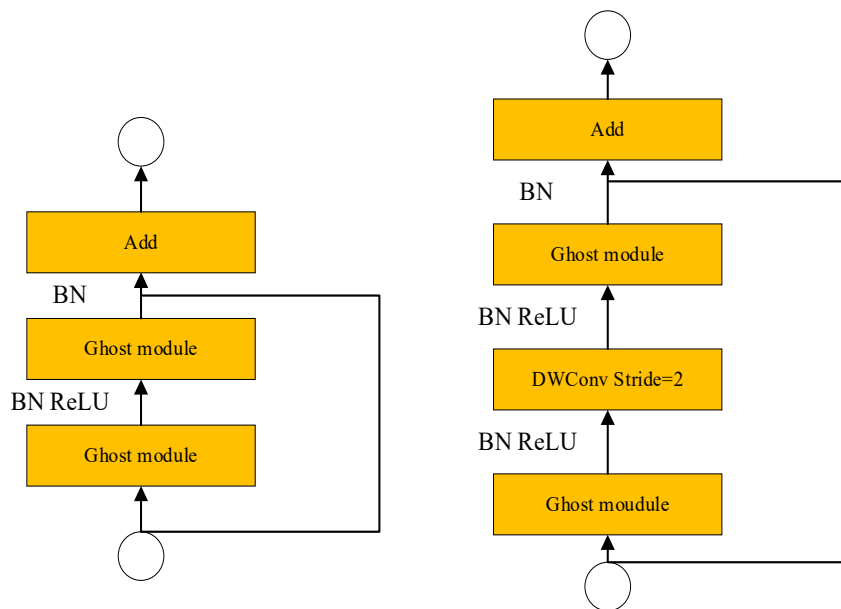 Add
BN
Ghost module
BN ReLU
Ghost module
Add
BN
Ghost module
BN ReLU
DWConv Stride=2
BN ReLU
Ghost moudule